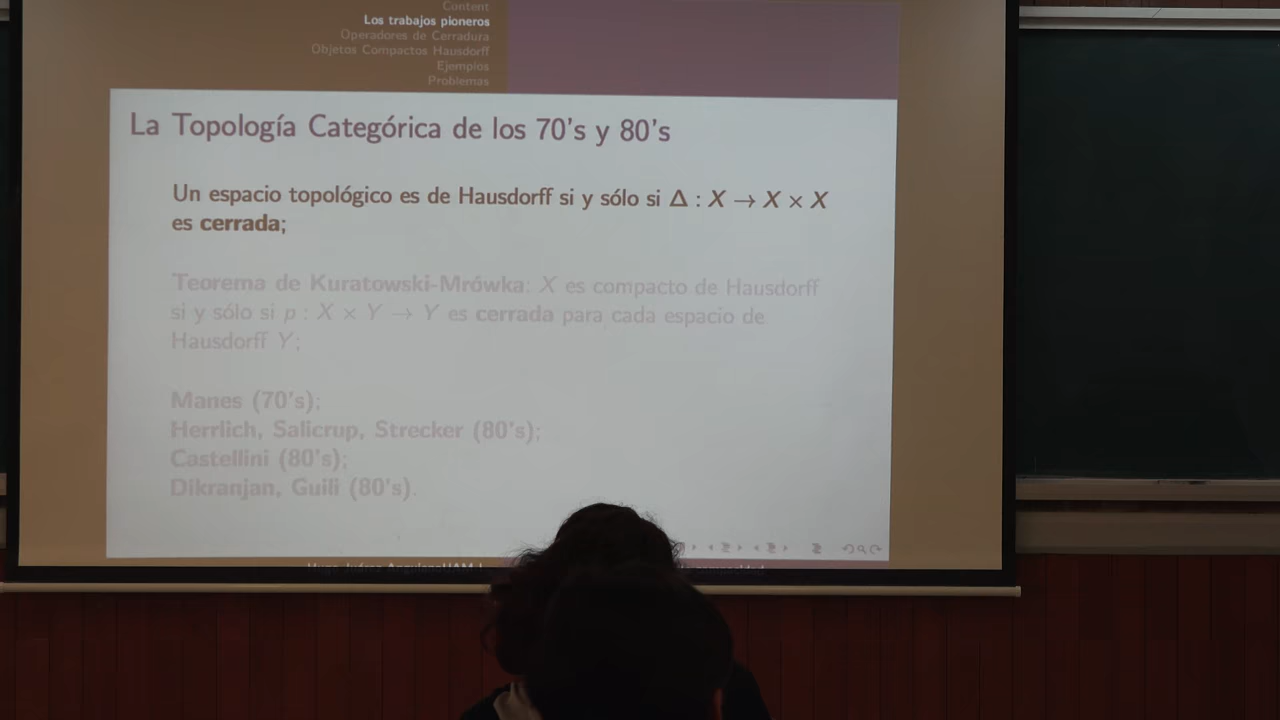 Content
Los trabajos pioneros
Operadores de Cerradura
Objetos Compactos Hausdorff
Ejemplos
Problemas
La Topología Categórica de los 70's y 80's
Un espacio topológico es de Hausdorff si y sólo si Δ : X → X × X
es cerrada;
Teorema de Kuratowski-Mrówka: X es compacto de Hausdorff
si y sólo si p : X × Y → Y es cerrada para cada espacio de
Hausdorff Y;
Manes (70's);
Herrlich, Salicrup, Strecker (80's);
Castellini (80's);
Dikranjan, Guili (80's).